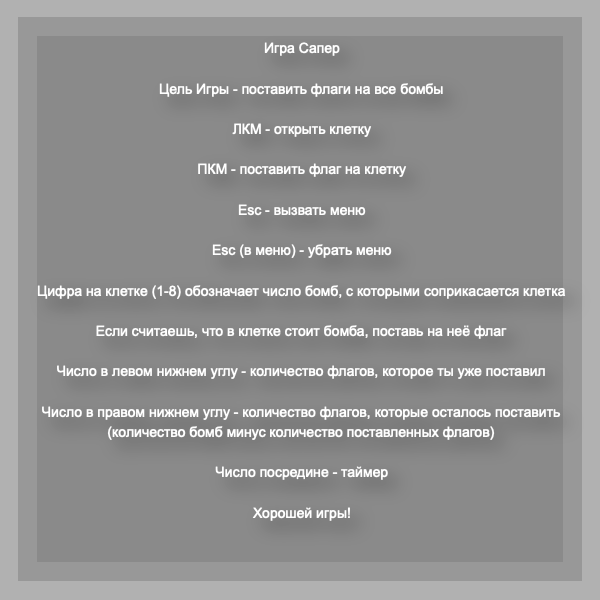 Игра Сапер
Цель Игры - поставить флаги на все бомбы
ЛКМ - открыть клетку
ПКМ - поставить флаг на клетку
Esc - вызвать меню
Esc (в меню) - убрать меню
Цифра на клетке (1-8) обозначает число бомб, с которыми соприкасается клетка
Если считаешь, что в клетке стоит бомба, поставь на неё флаг
Число в левом нижнем углу - количество флагов, которое ты уже поставил
Число в правом нижнем углу - количество флагов, которые осталось поставить
(количество бомб минус количество поставленных флагов)
Число посредине - таймер
Хорошей игры!